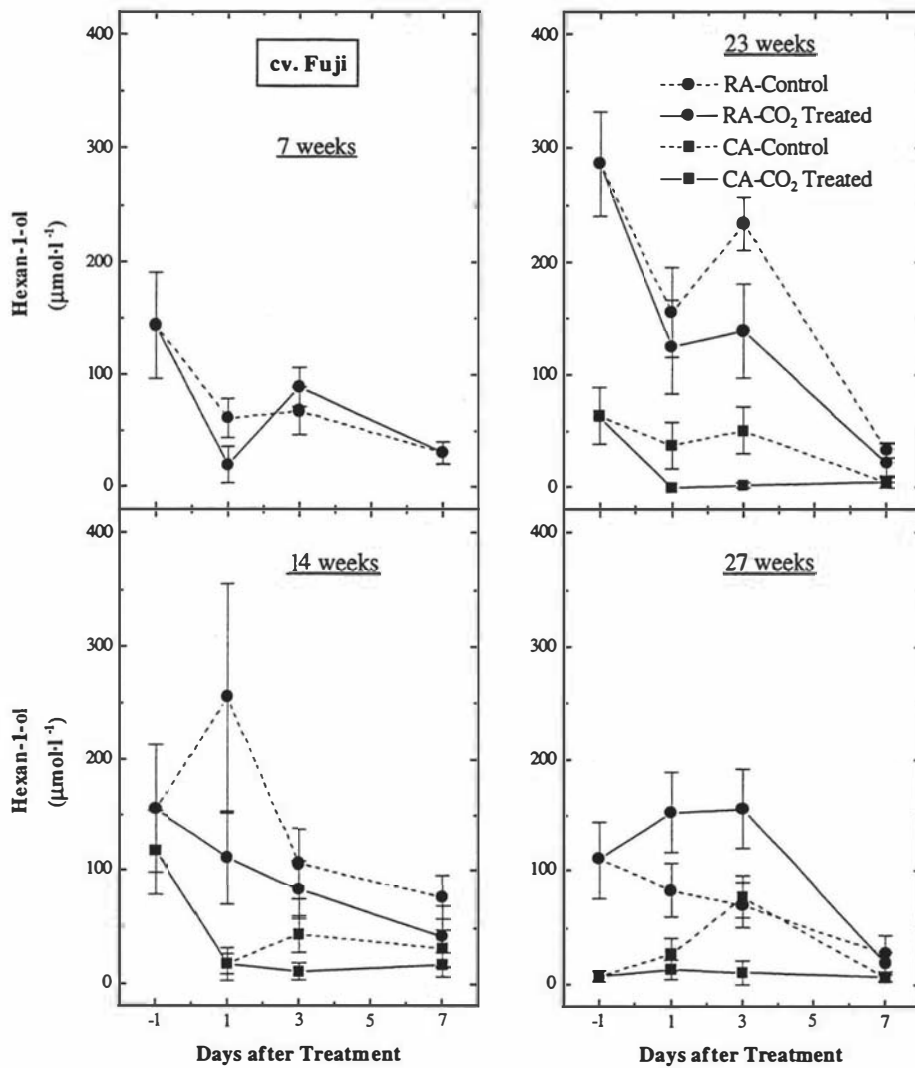 cv. Fuji
7 weeks
400
300
200
100
0
Hexan-1-ol
(μmol·l⁻¹)
23 weeks
RA-Control
RA-CO₂ Treated
CA-Control
CA-CO₂ Treated
400
300
200
100
0
14 weeks
400
300
200
100
0
Hexan-1-ol
(μmol·l⁻¹)
-1 1 3 5 7
Days after Treatment
27 weeks
400
300
200
100
0
-1 1 3 5 7
Days after Treatment